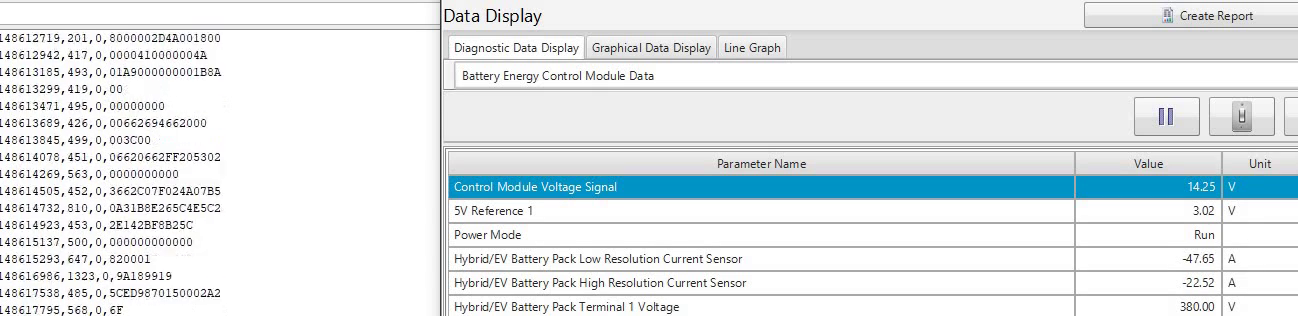 148612719,201,0,8000002D4A001800
148612942,417,0,0000410000004A
148613185,493,0,01A9000000001B8A
148613299,419,0,00
148613471,495,0,00000000
148613689,426,0,00662694662000
148613845,499,0,003C00
148614078,451,0,06620662FF205302
148614269,563,0,0000000000
148614505,452,0,3662C07F024A07B5
148614732,810,0,0A31B8E265C4E5C2
148614923,453,0,2E142BF8B25C
148615137,500,0,000000000000
148615293,647,0,820001
148616986,1323,0,9A189919
148617538,485,0,5CED9870150002A2
148617795,568,0,6F
Data Display
Create Report
Diagnostic Data Display Graphical Data Display Line Graph
Battery Energy Control Module Data
Parameter Name Value Unit
Control Module Voltage Signal 14.25 V
5V Reference 1 3.02 V
Power Mode Run
Hybrid/EV Battery Pack Low Resolution Current Sensor -47.65 A
Hybrid/EV Battery Pack High Resolution Current Sensor -22.52 A
Hybrid/EV Battery Pack Terminal 1 Voltage 380.00 V